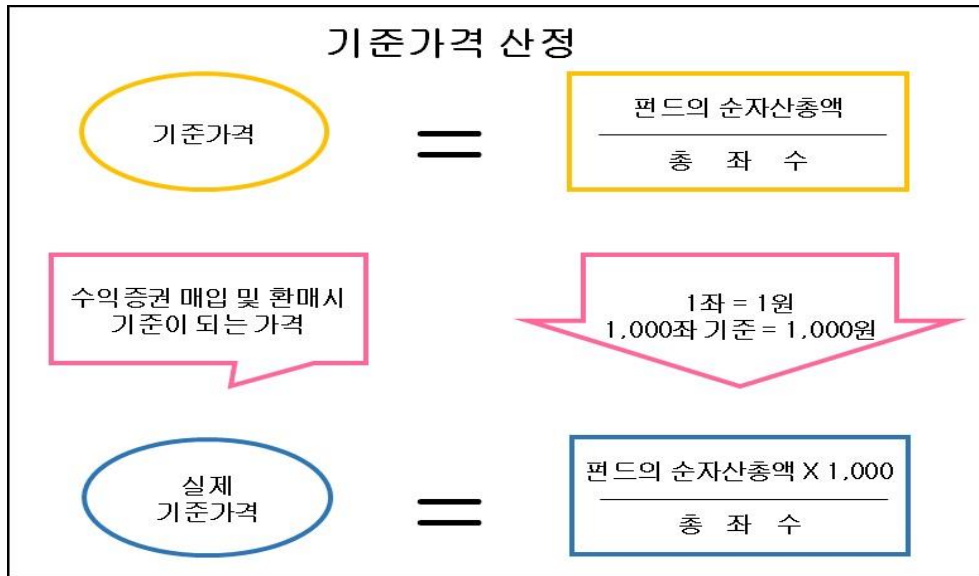 기준가격 산정
기준가격
=
펀드의 순자산총액
총 좌 수
수익증권 매입 및 환매시
기준이 되는 가격
1좌 = 1원
1,000좌 기준 = 1,000원
실제
기준가격
=
펀드의 순자산총액 X 1,000
총 좌 수